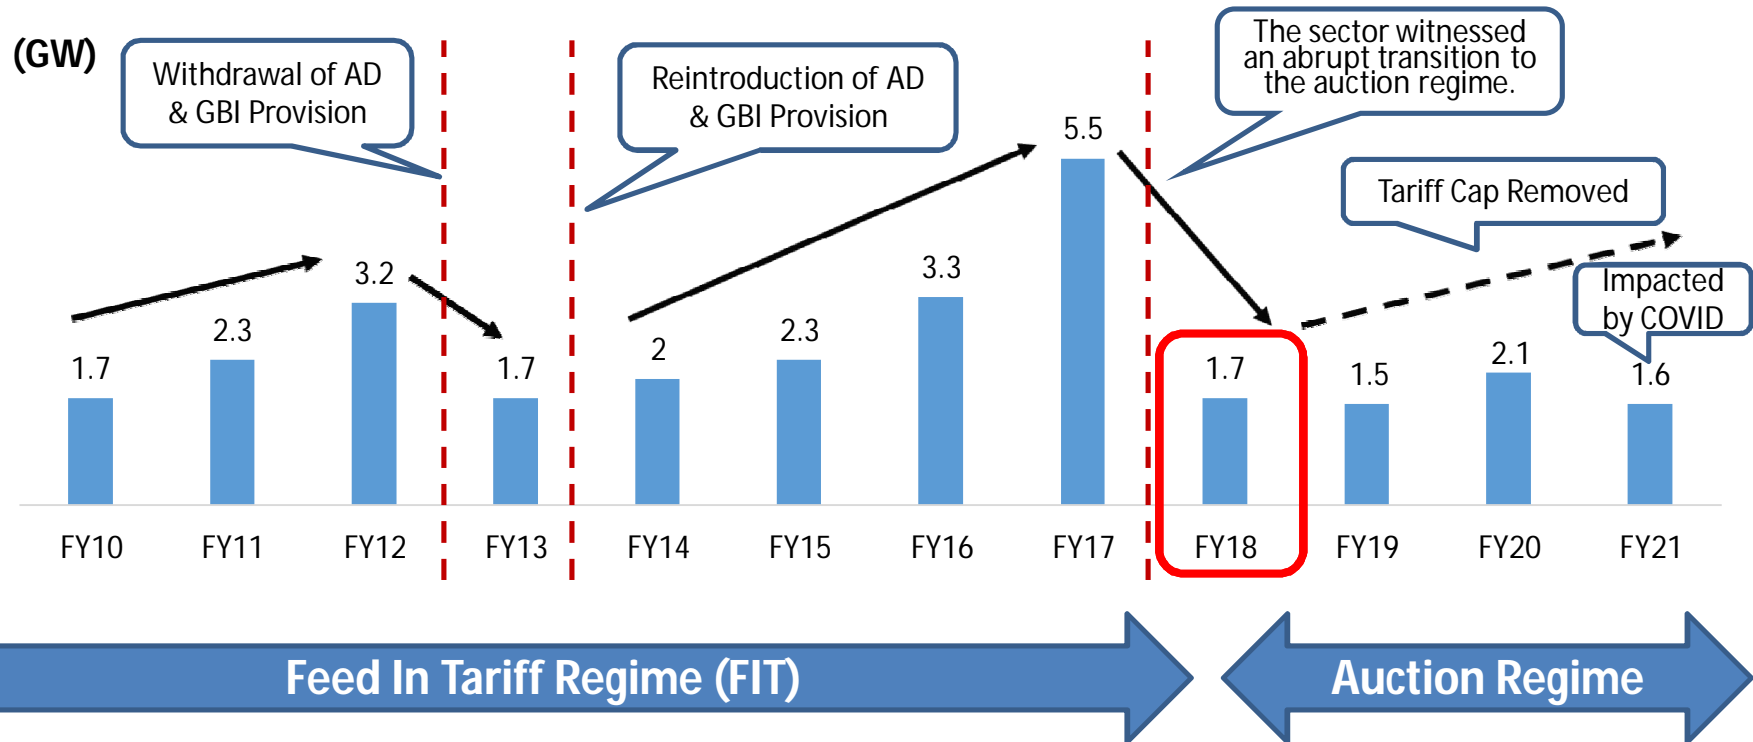 (GW)
Withdrawal of AD
& GBI Provision
Reintroduction of AD
& GBI Provision
The sector witnessed
an abrupt transition to
the auction regime.
Tariff Cap Removed
Impacted
by COVID
1.7
2.3
3.2
1.7
2
2.3
3.3
5.5
1.7
1.5
2.1
1.6
FY10
FY11
FY12
FY13
FY14
FY15
FY16
FY17
FY18
FY19
FY20
FY21
Feed In Tariff Regime (FIT)
Auction Regime